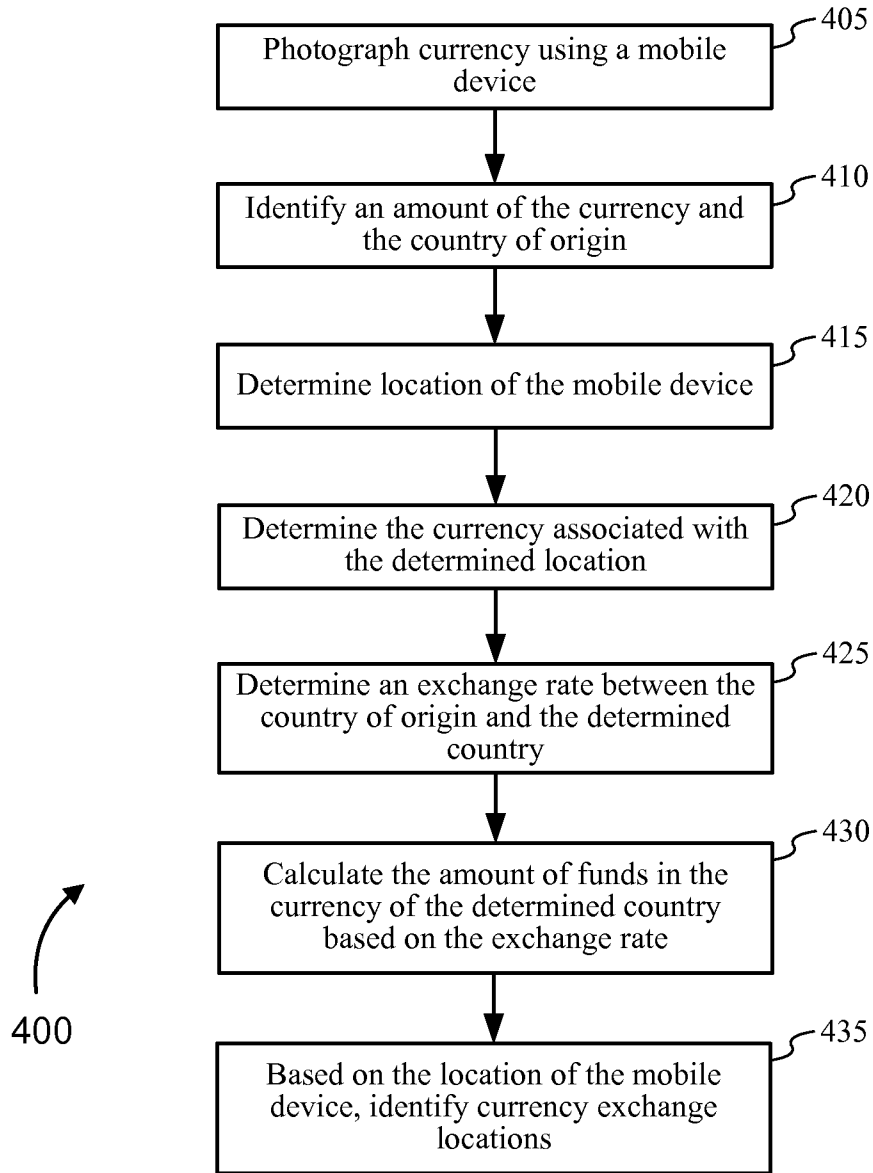 405
Photograph currency using a mobile
device
410
Identify an amount of the currency and
the country of origin
415
Determine location of the mobile device
420
Determine the currency associated with
the determined location
425
Determine an exchange rate between the
country of origin and the determined
country
430
Calculate the amount of funds in the
currency of the determined country
based on the exchange rate
400
435
Based on the location of the mobile
device, identify currency exchange
locations